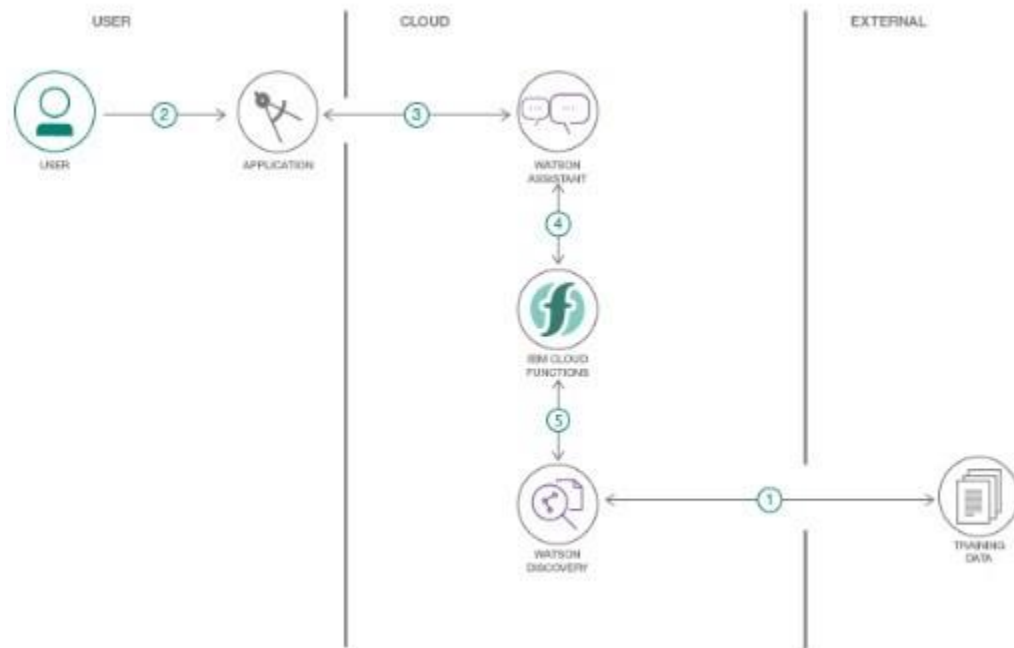 USER
CLOUD
EXTERNAL
2
3
USER
APPLICATION
WATSON
ASSISTANT
4
IBM CLOUD
FUNCTIONS
5
1
WATSON
DISCOVERY
TRAINING
DATA